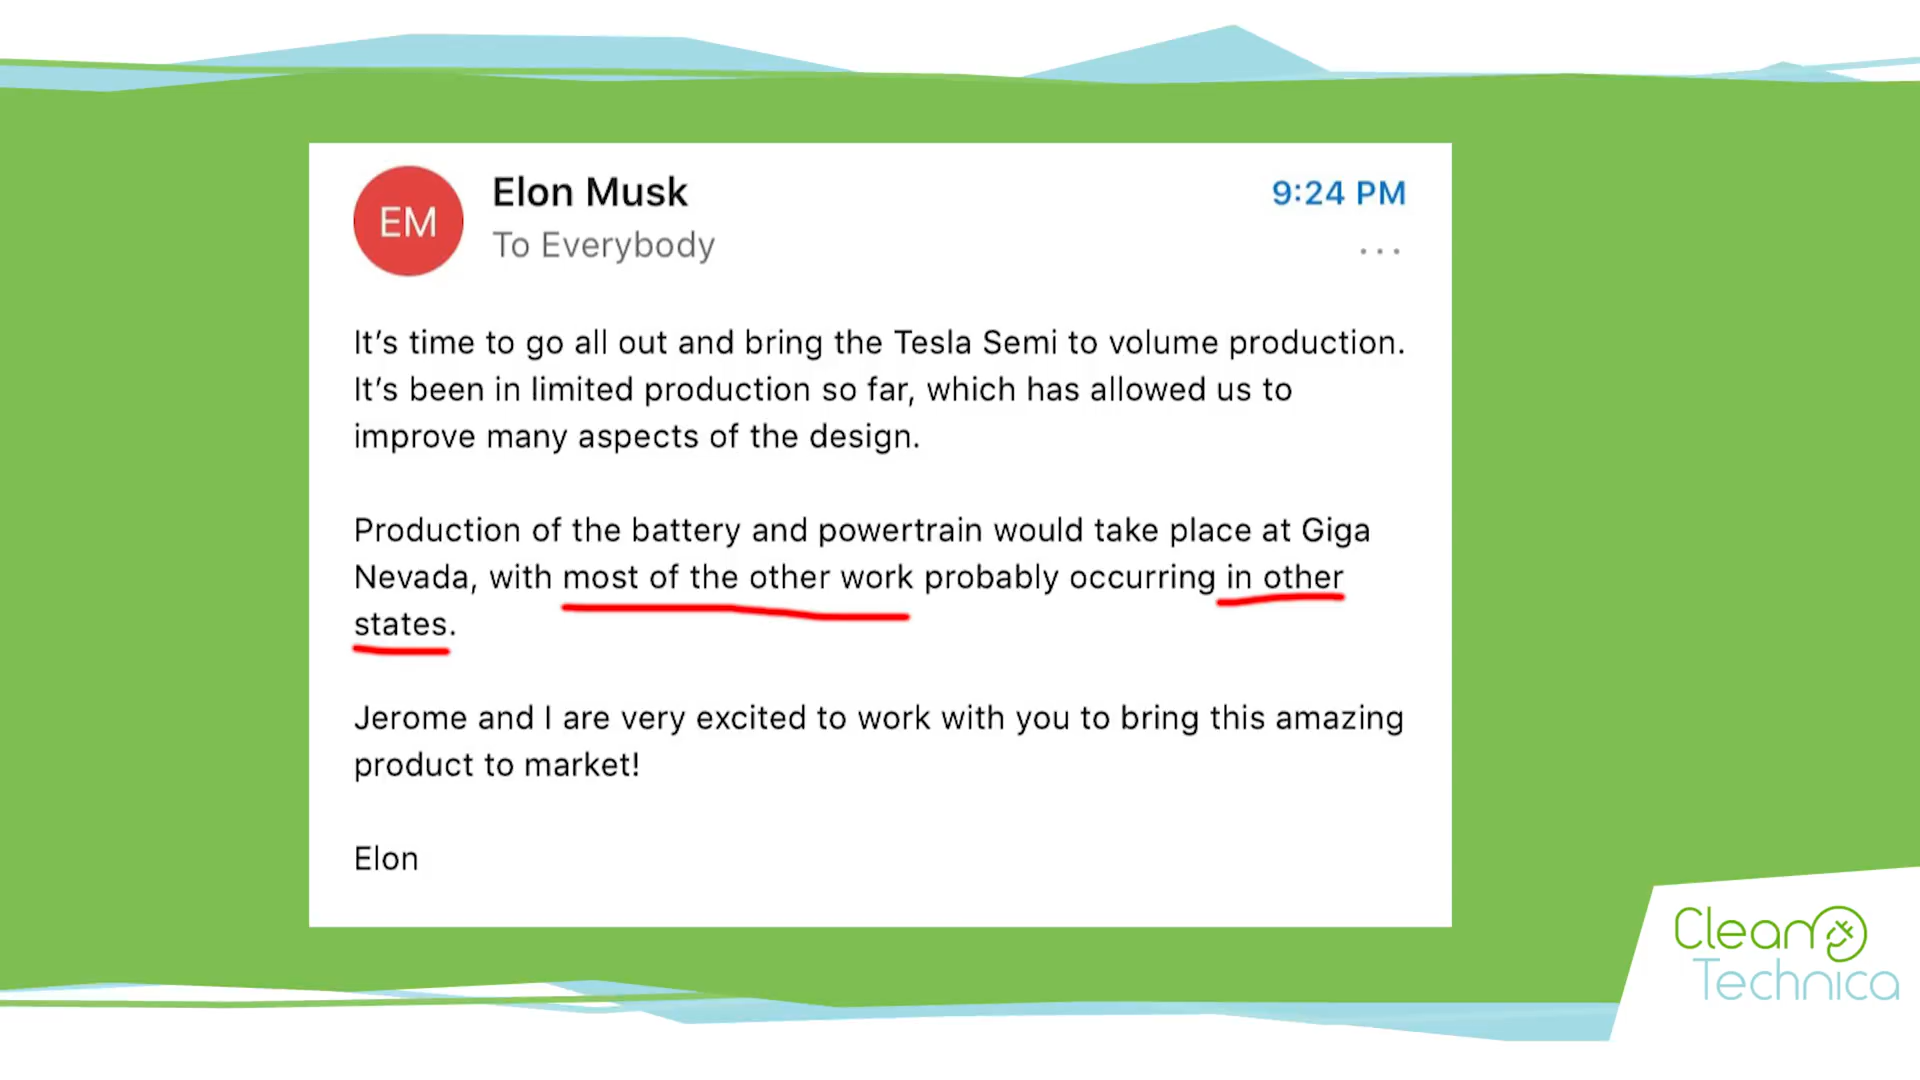 EM
Elon Musk
9:24 PM
To Everybody
...
It’s time to go all out and bring the Tesla Semi to volume production.
It’s been in limited production so far, which has allowed us to
improve many aspects of the design.
Production of the battery and powertrain would take place at Giga
Nevada, with most of the other work probably occurring in other
states.
Jerome and I are very excited to work with you to bring this amazing
product to market!
Elon
Clean
Technica